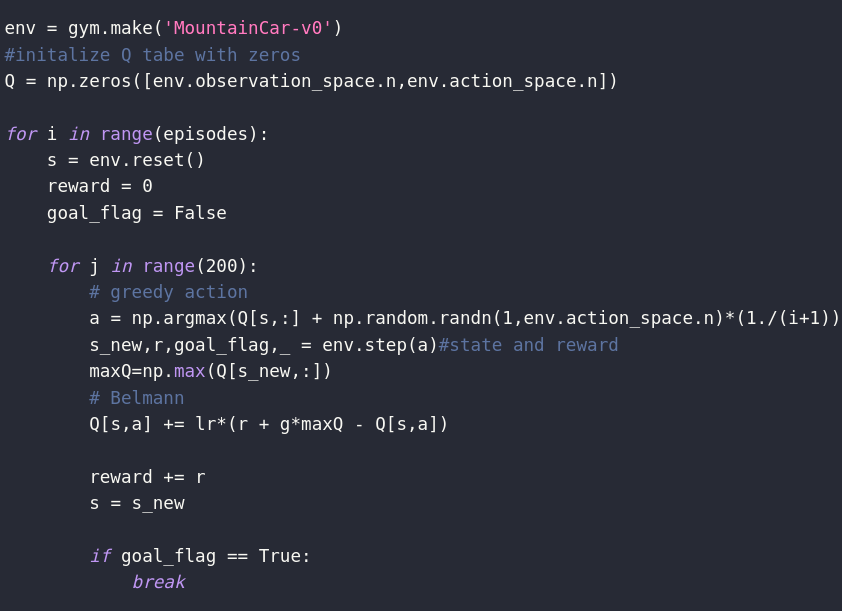 env = gym.make('MountainCar-v0')
#initalize Q tabe with zeros
Q = np.zeros([env.observation_space.n,env.action_space.n])

for i in range(episodes):
    s = env.reset()
    reward = 0
    goal_flag = False

    for j in range(200):
        # greedy action
        a = np.argmax(Q[s,:] + np.random.randn(1,env.action_space.n)*(1./(i+1))
        s_new,r,goal_flag,_ = env.step(a)#state and reward
        maxQ=np.max(Q[s_new,:])
        # Belmann
        Q[s,a] += lr*(r + g*maxQ - Q[s,a])

        reward += r
        s = s_new

        if goal_flag == True:
            break